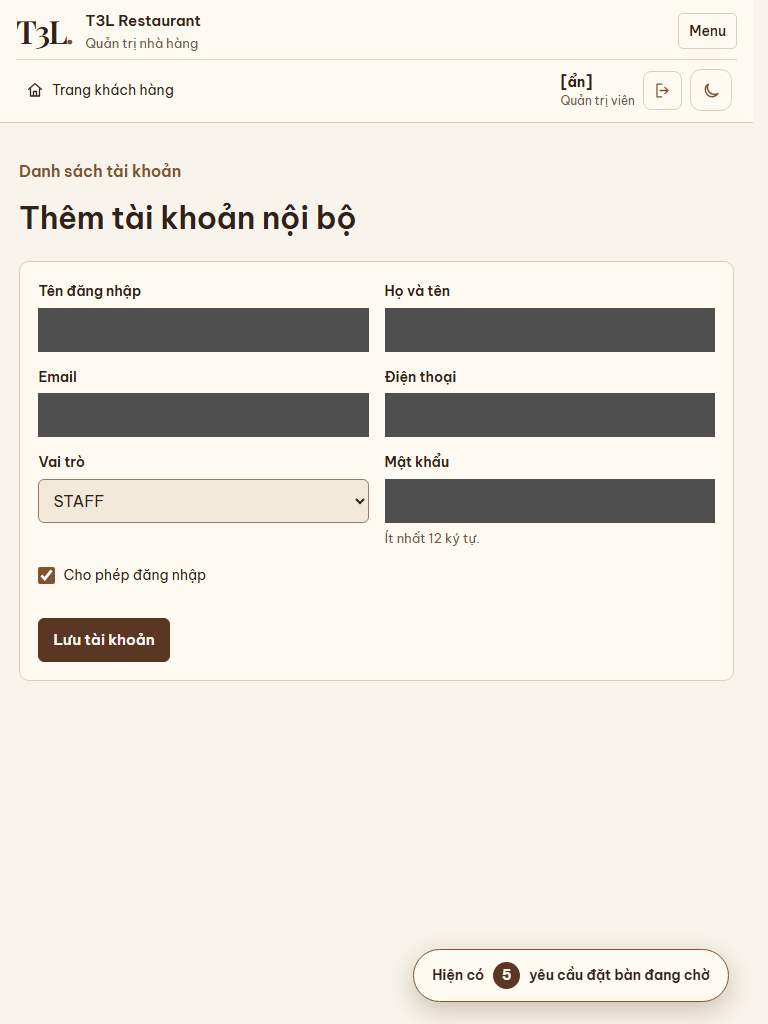 T3L.
T3L Restaurant
Quản trị nhà hàng
Menu
Trang khách hàng
[ẩn]
Quản trị viên
Danh sách tài khoản
Thêm tài khoản nội bộ
Tên đăng nhập
Họ và tên
Email
Điện thoại
Vai trò
Mật khẩu
STAFF
Ít nhất 12 ký tự.
Cho phép đăng nhập
Lưu tài khoản
Hiện có 5 yêu cầu đặt bàn đang chờ